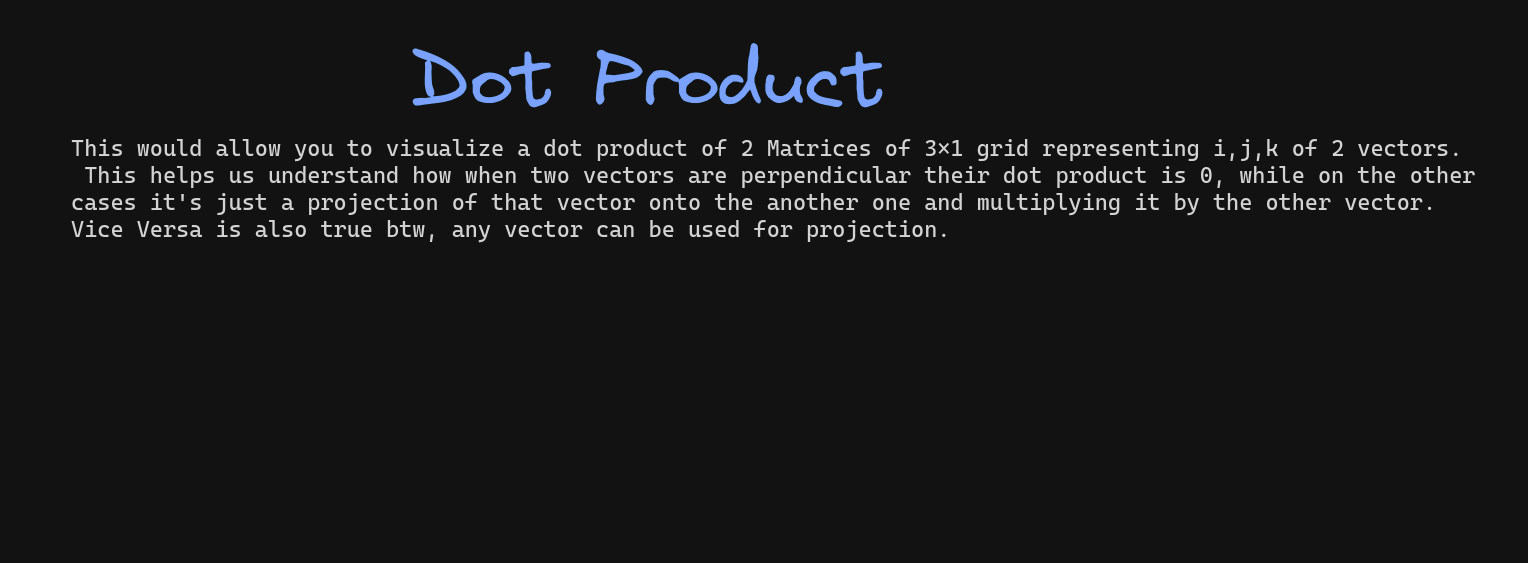 Dot Product
This would allow you to visualize a dot product of 2 Matrices of 3×1 grid representing i,j,k of 2 vectors.
This helps us understand how when two vectors are perpendicular their dot product is 0, while on the other
cases it's just a projection of that vector onto the another one and multiplying it by the other vector.
Vice Versa is also true btw, any vector can be used for projection.